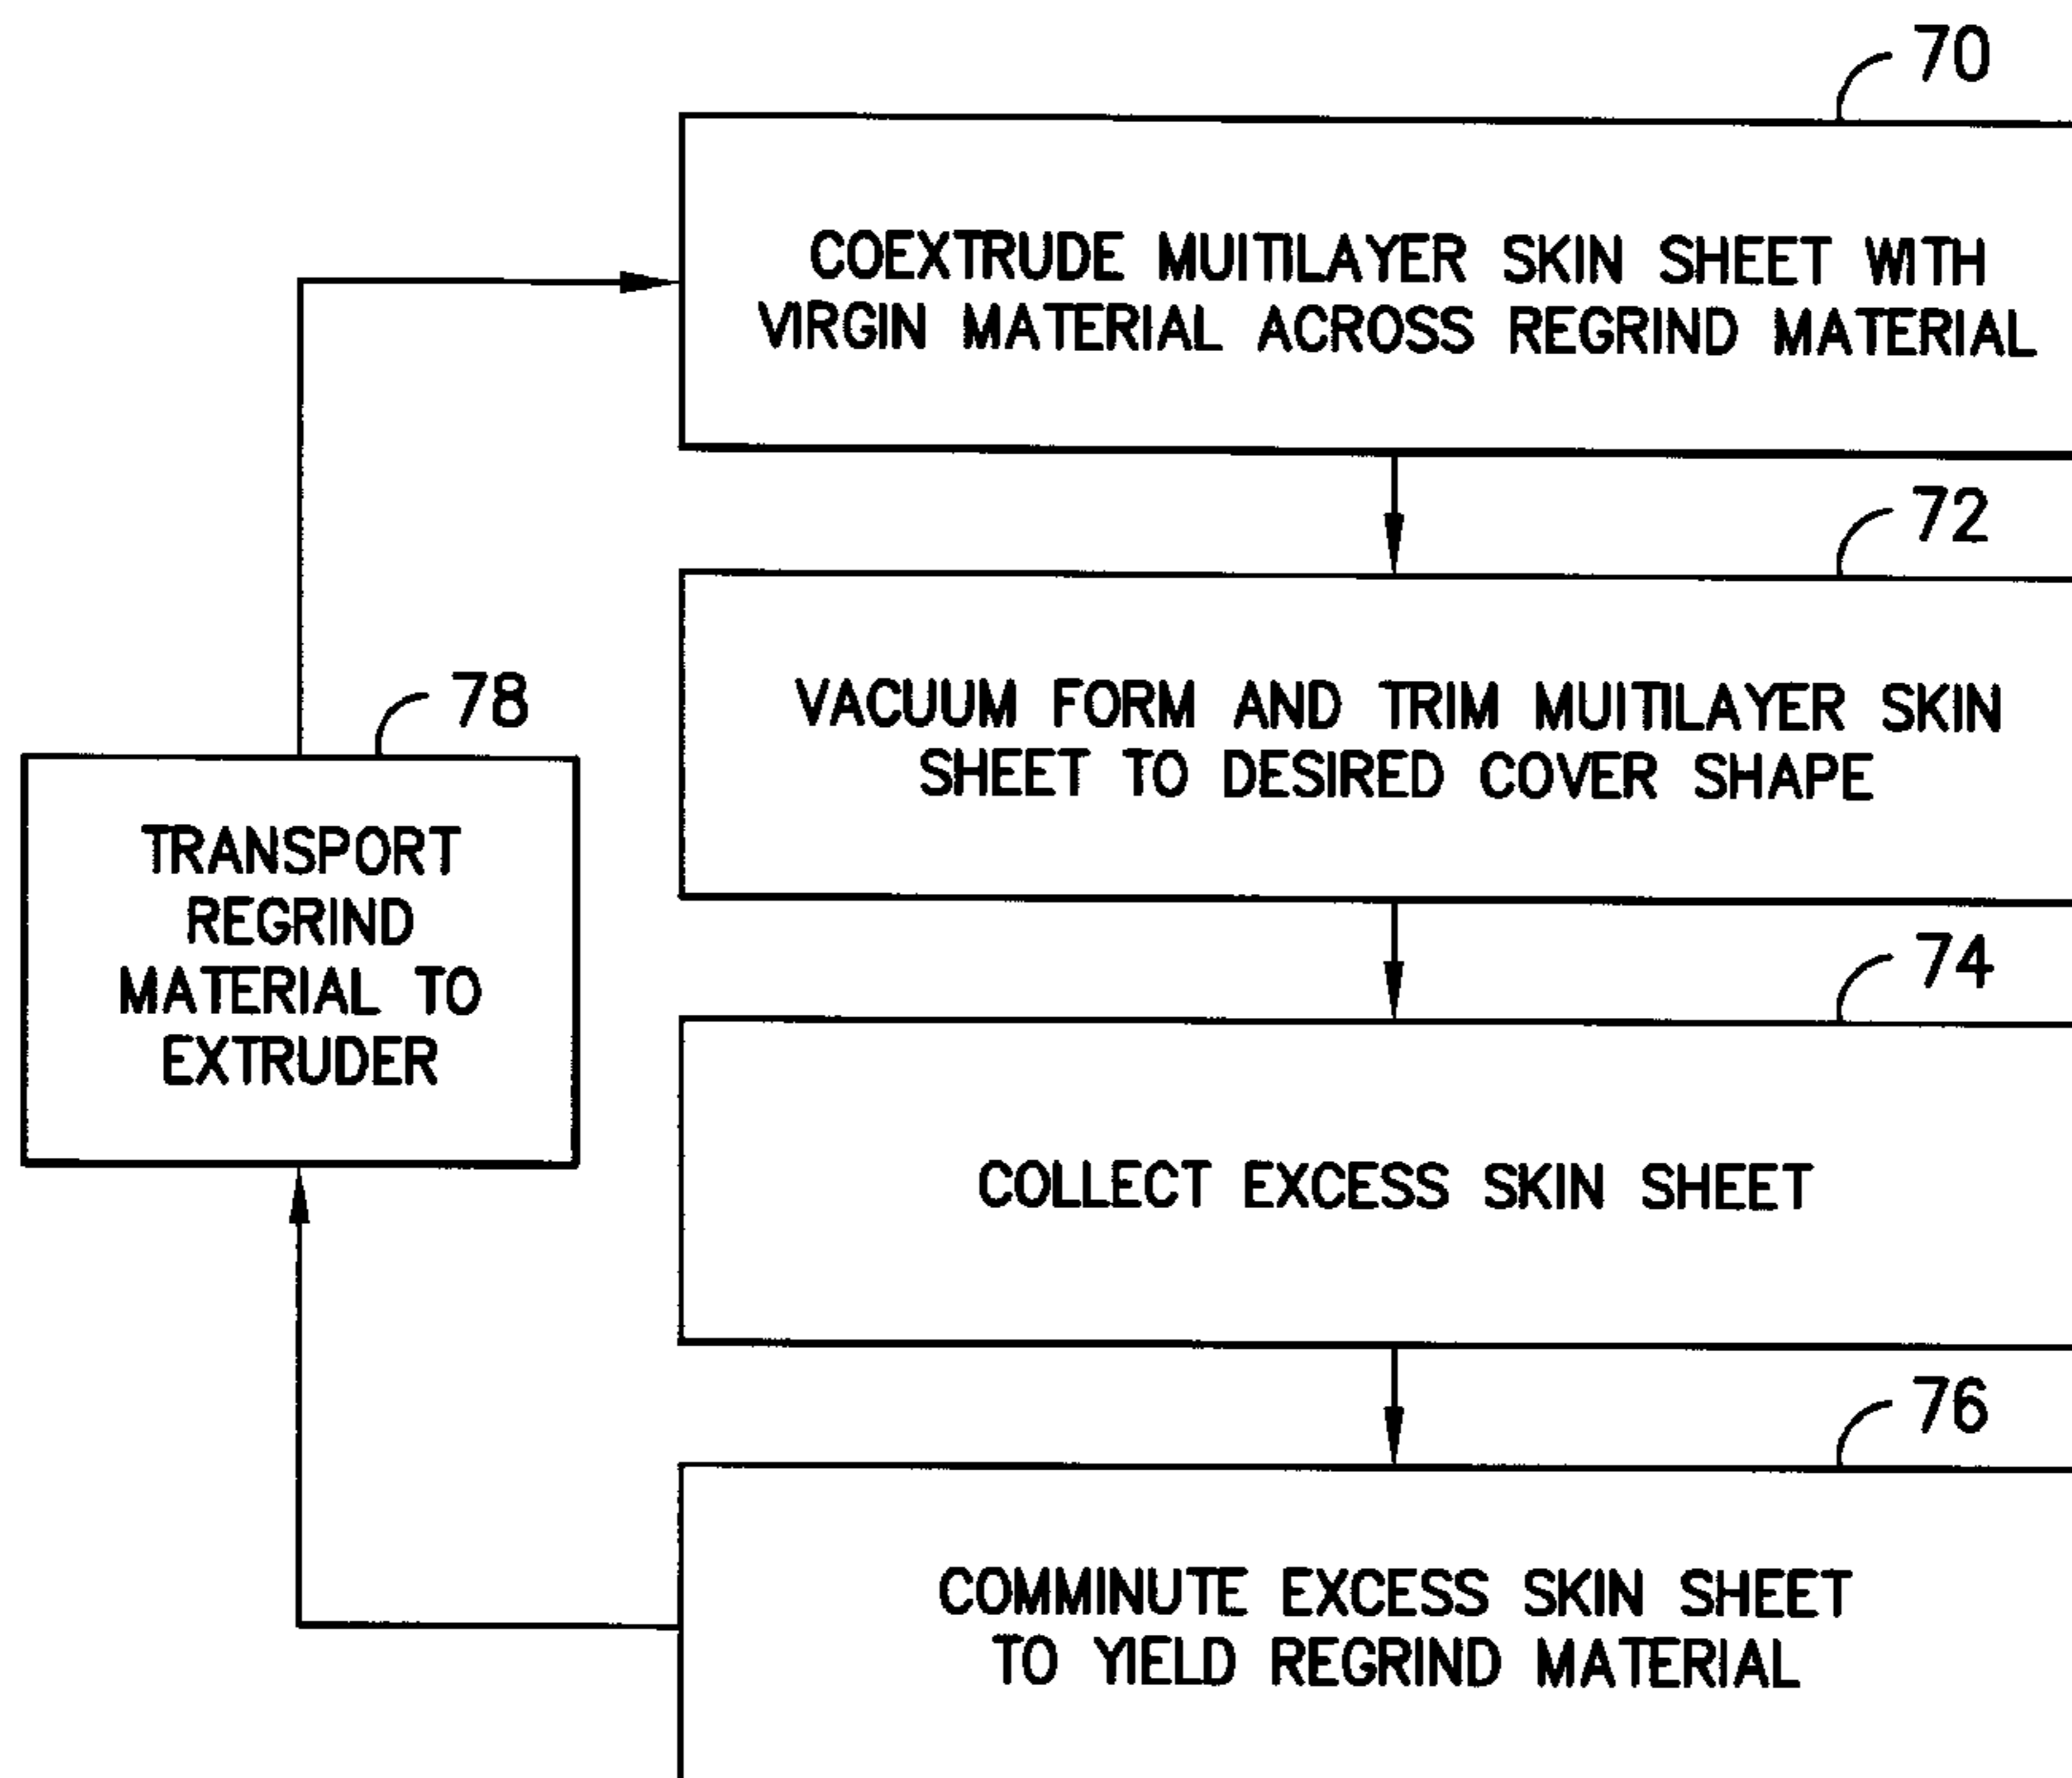 70
COEXTRUDE MUITILAYER SKIN SHEET WITH
VIRGIN MATERIAL ACROSS REGRIND MATERIAL
72
VACUUM FORM AND TRIM MUITILAYER SKIN
SHEET TO DESIRED COVER SHAPE
78
TRANSPORT
REGRIND
MATERIAL TO
EXTRUDER
74
COLLECT EXCESS SKIN SHEET
76
COMMINUTE EXCESS SKIN SHEET
TO YIELD REGRIND MATERIAL